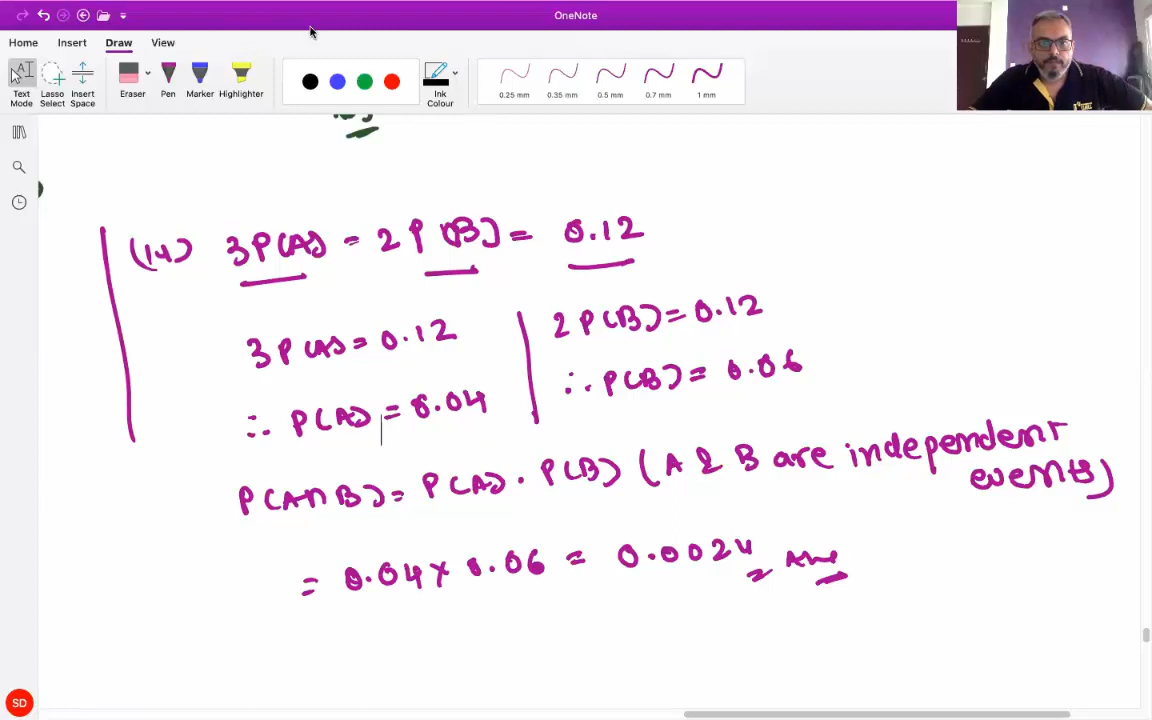 OneNote
Home Insert Draw View
Text Mode
Lasso Select
Insert Space
Eraser
Pen
Marker
Highlighter
Ink Colour
0.25 mm 0.35 mm 0.5 mm 0.7 mm 1 mm
(14) 3P(A) = 2P(B) = 0.12
3P(A) = 0.12
∴ P(A) = 0.04
2P(B) = 0.12
∴ P(B) = 0.06
P(A∩B) = P(A) . P(B) (A & B are independent
events)
= 0.04 × 0.06 = 0.0024 Ans
SD